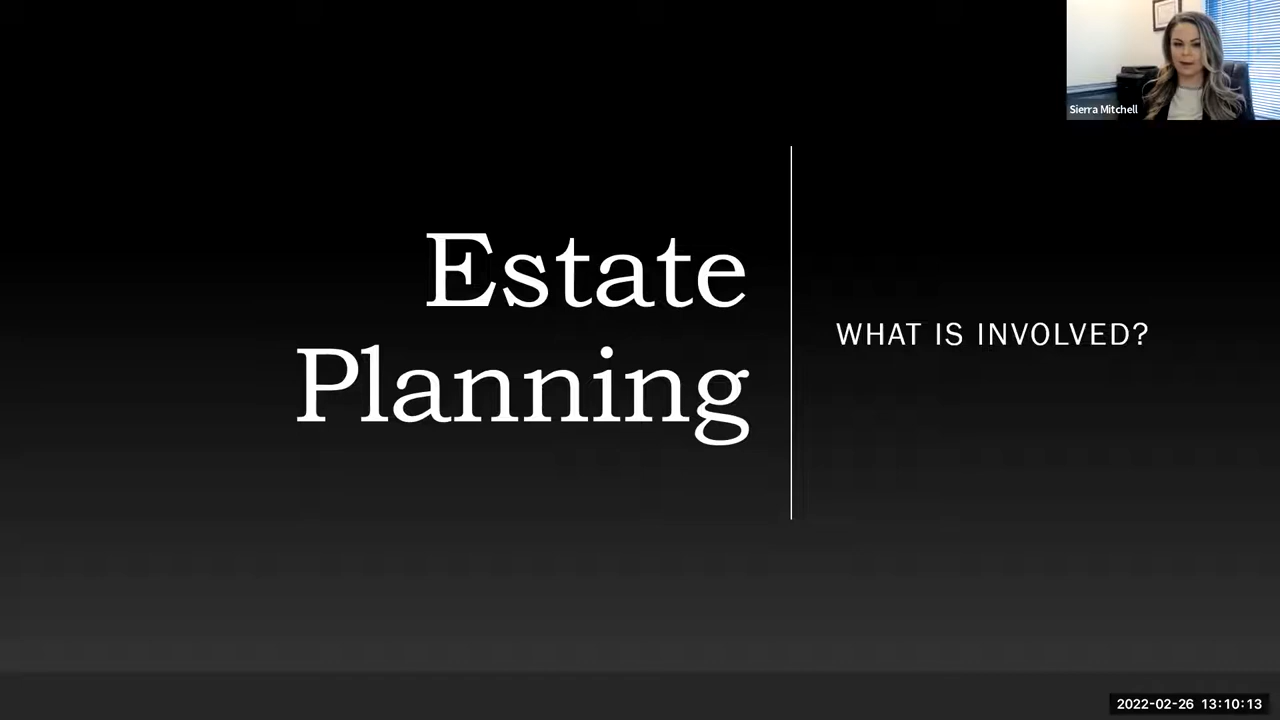 Sierra Mitchell
Estate
Planning
WHAT IS INVOLVED?
2022-02-26 13:10:13